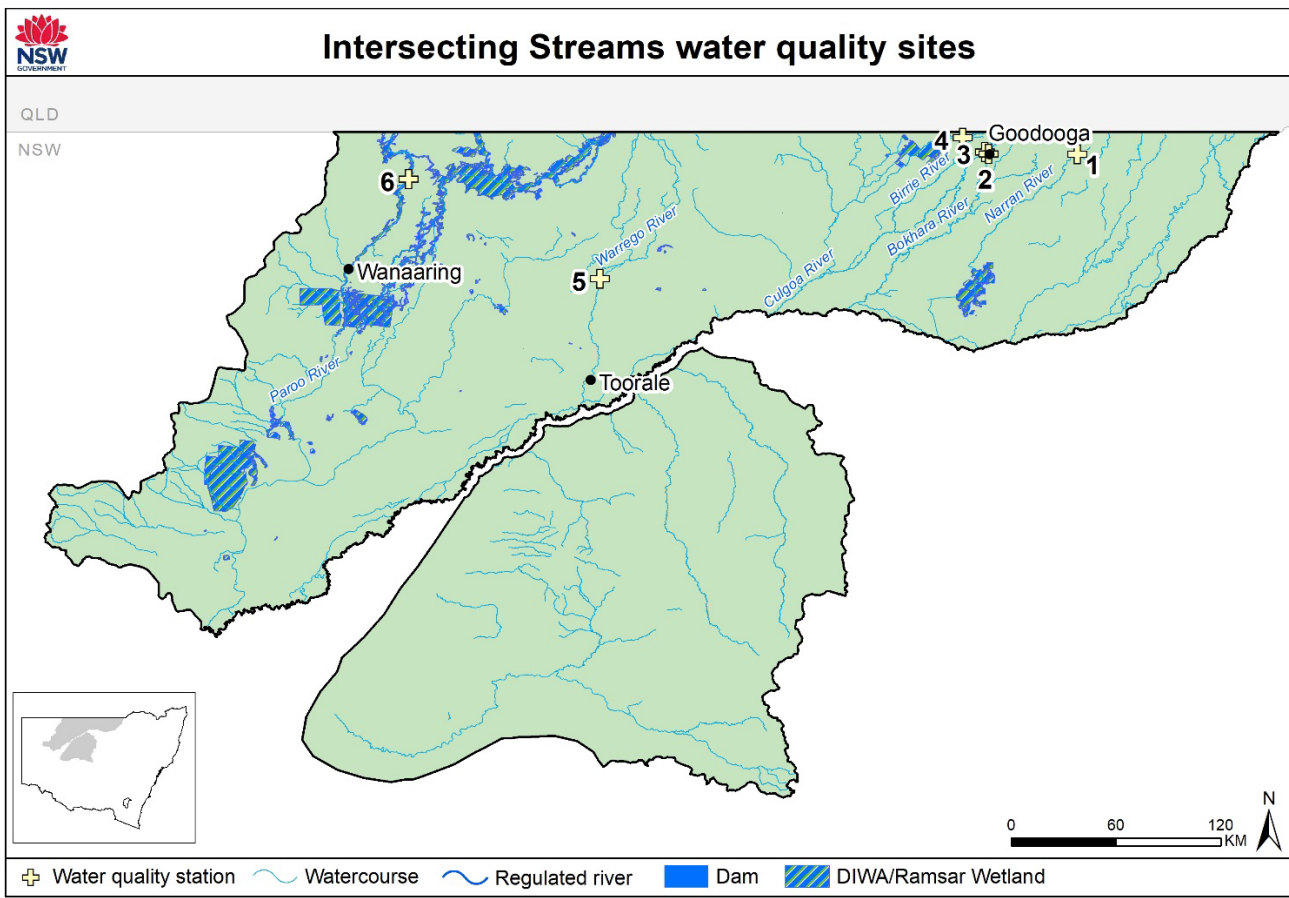 NSW
GOVERNMENT
Intersecting Streams water quality sites
QLD
NSW
4
Goodooga
3
2
1
6
Birrie River
Bokhara River
Narran River
Warrego River
Culgoa River
5
Wanaaring
Paroo River
Toorale
N
0 60 120
KM
Water quality station
Watercourse
Regulated river
Dam
DIWA/Ramsar Wetland